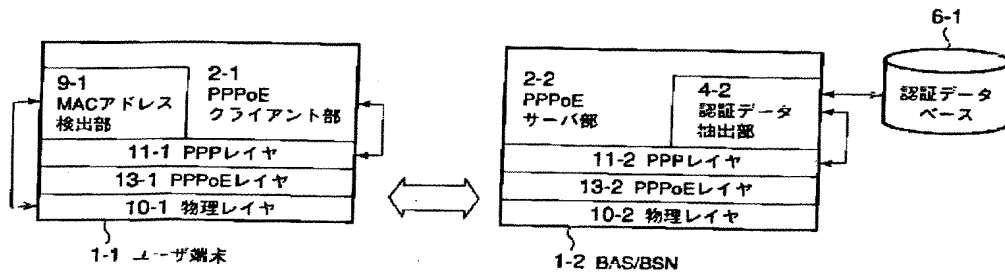 6-1
9-1
MACアドレス
検出部
2-1
PPPoE
クライアント部
11-1 PPPレイヤ
13-1 PPPoEレイヤ
10-1 物理レイヤ
1-1 ユーザ端末
2-2
PPPoE
サーバ部
4-2
認証データ
抽出部
11-2 PPPレイヤ
13-2 PPPoEレイヤ
10-2 物理レイヤ
1-2 BAS/BSN
認証データ
ベース